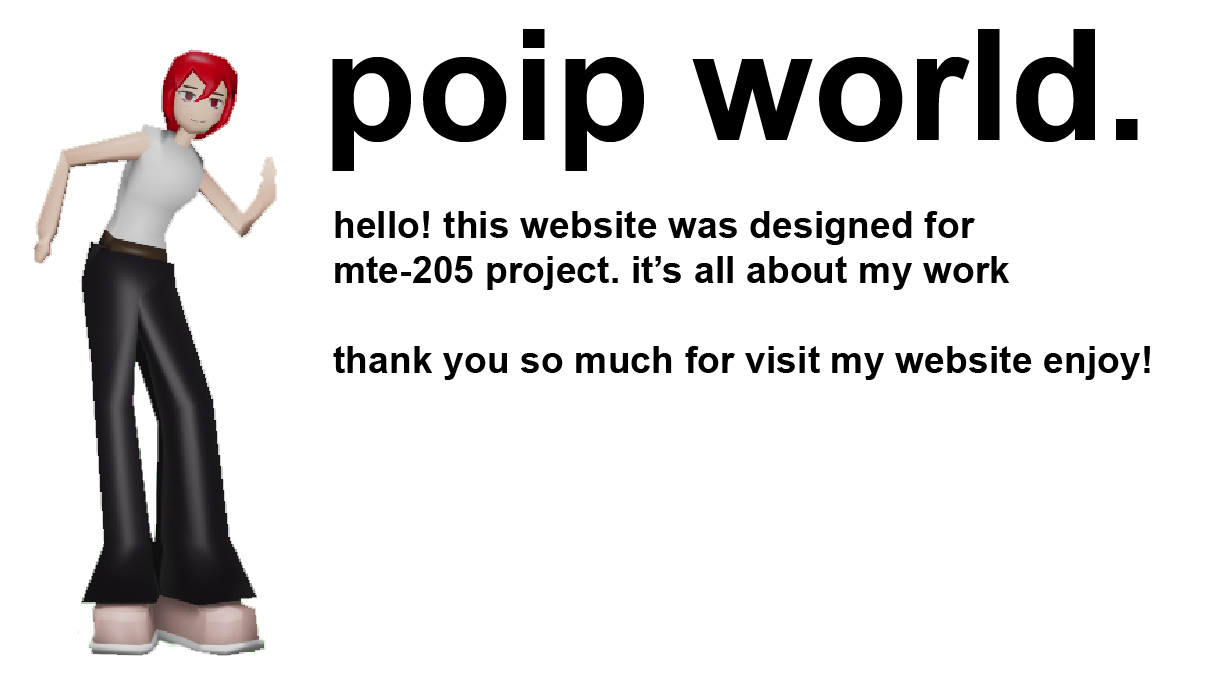 poip world.
hello! this website was designed for
mte-205 project. it’s all about my work
thank you so much for visit my website enjoy!